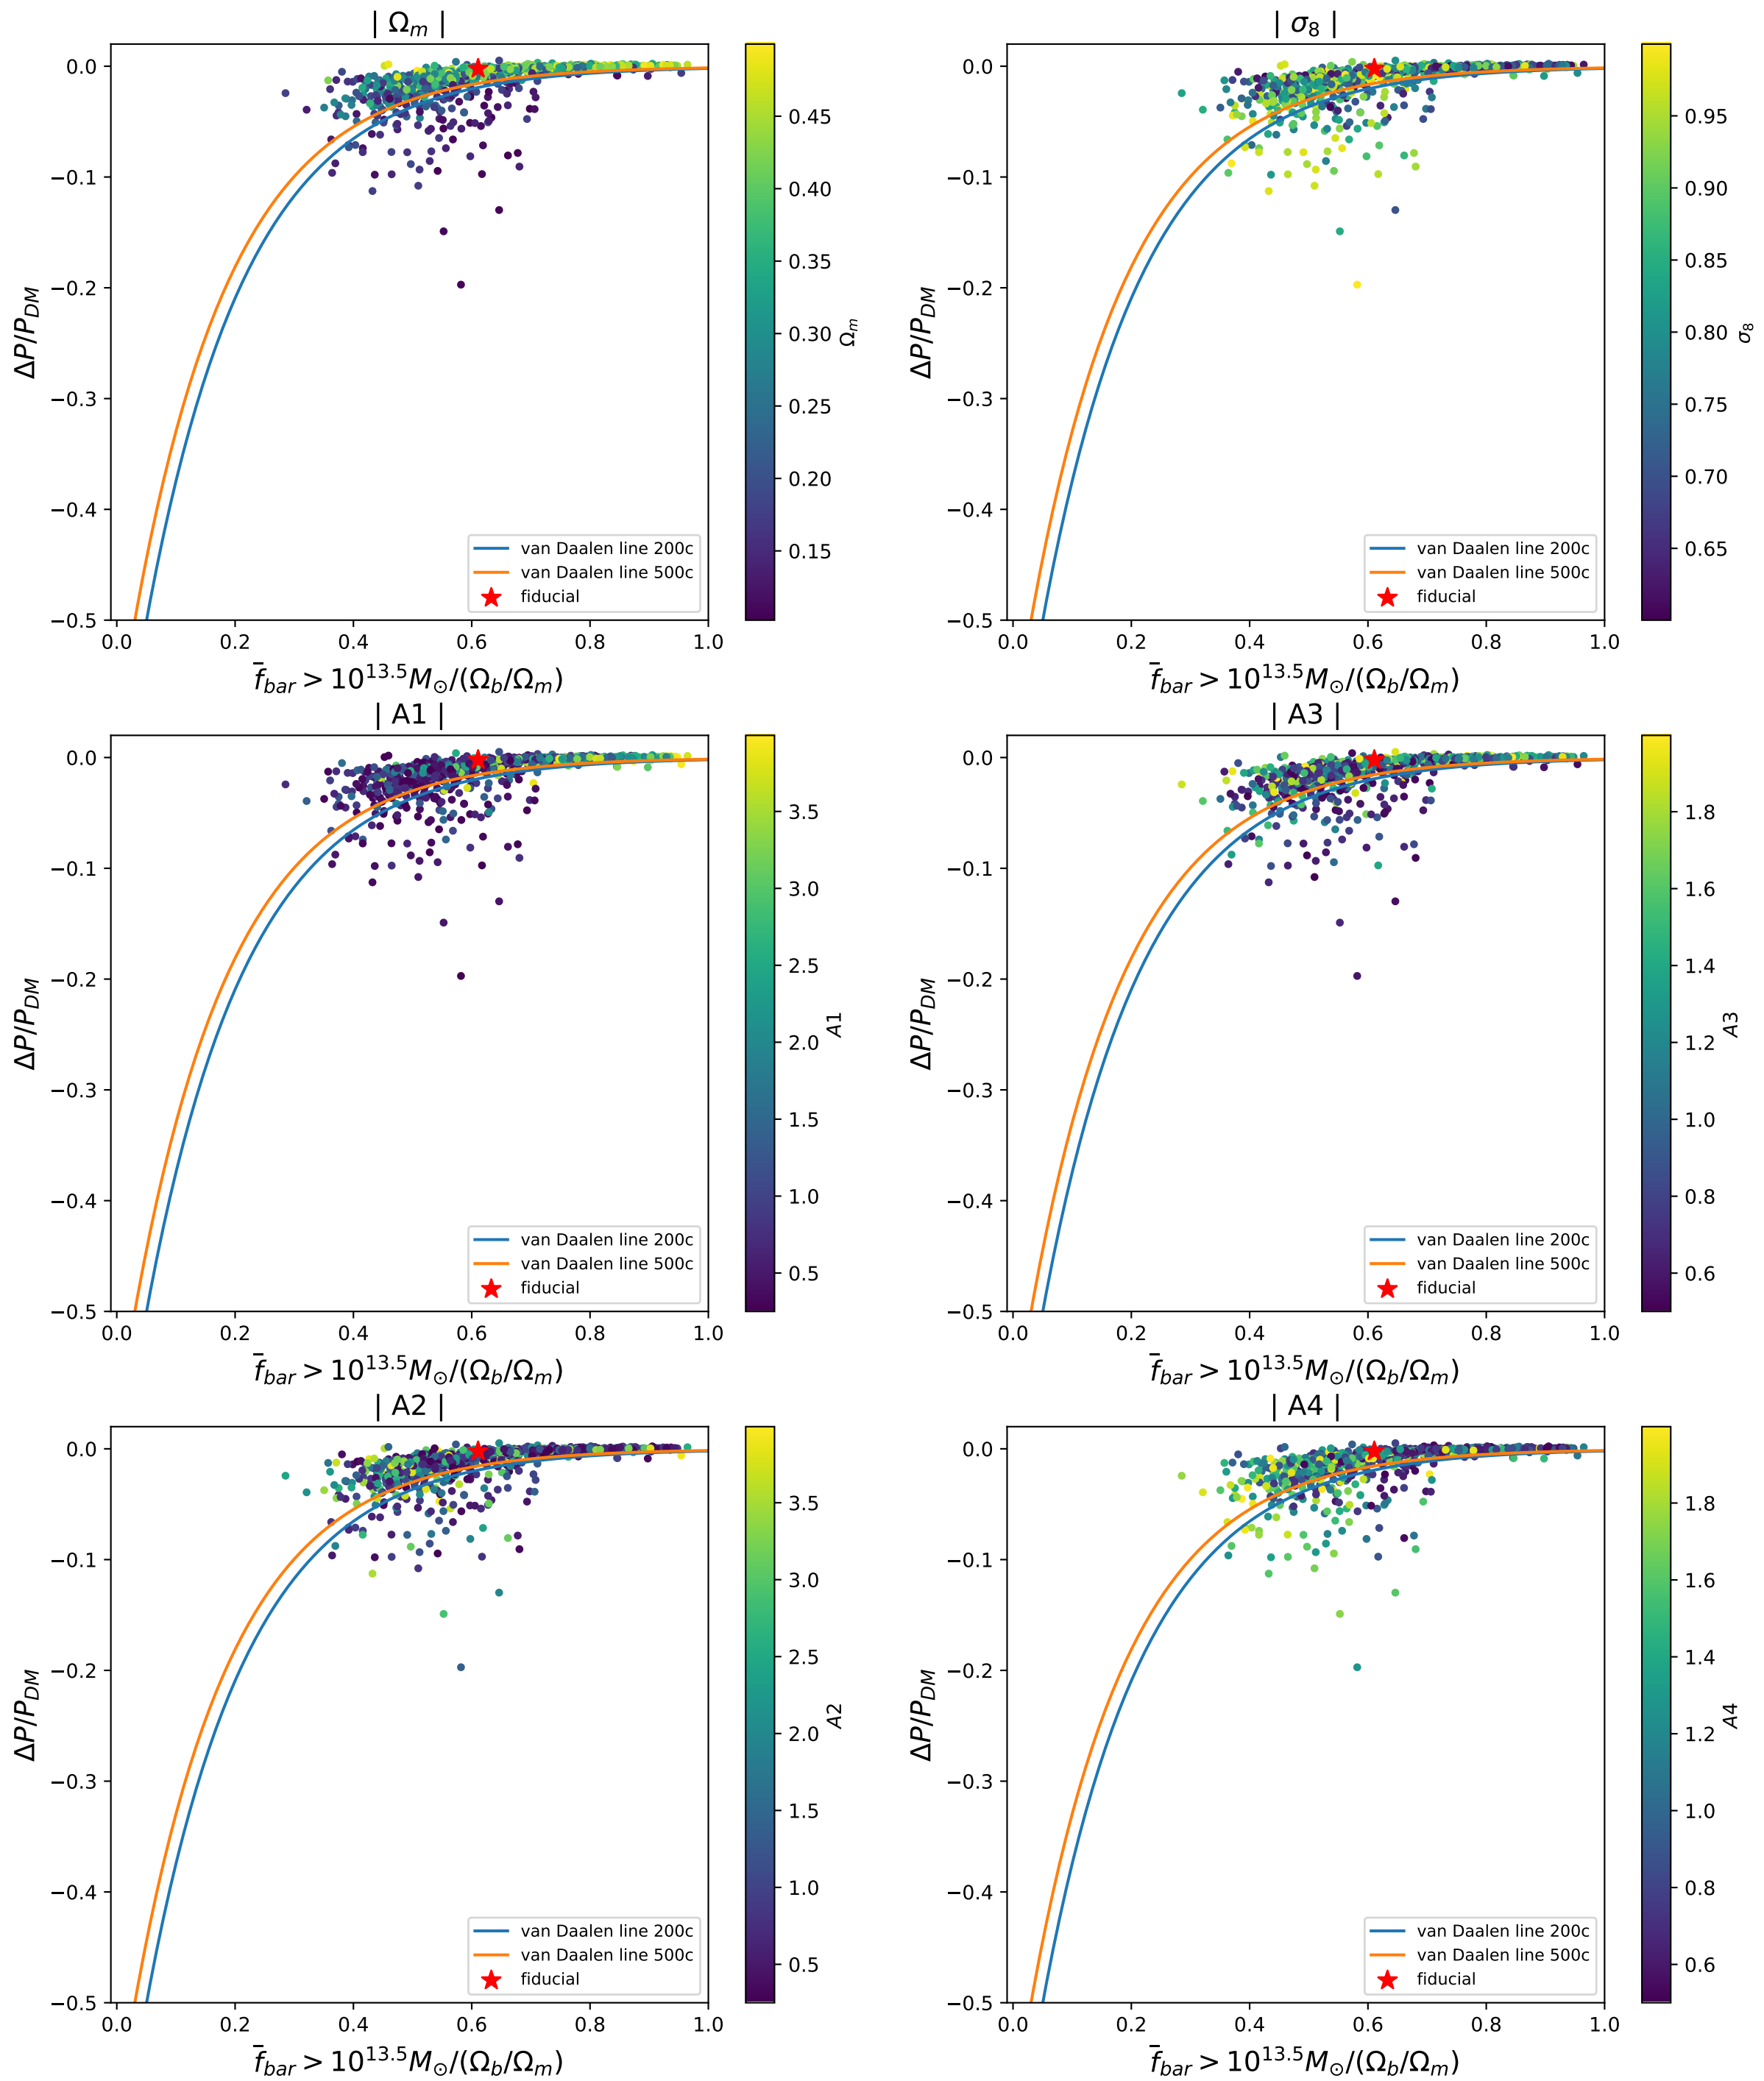 | Ωm |
0.0
−0.1
−0.2
−0.3
−0.4
−0.5
ΔP/PDM
0.0 0.2 0.4 0.6 0.8 1.0
f̄bar > 10^13.5 M⊙/(Ωb/Ωm)
van Daalen line 200c
van Daalen line 500c
fiducial
0.45
0.40
0.35
0.30
0.25
0.20
0.15
Ωm
| σ8 |
0.0
−0.1
−0.2
−0.3
−0.4
−0.5
ΔP/PDM
0.0 0.2 0.4 0.6 0.8 1.0
f̄bar > 10^13.5 M⊙/(Ωb/Ωm)
van Daalen line 200c
van Daalen line 500c
fiducial
0.95
0.90
0.85
0.80
0.75
0.70
0.65
σ8
| A1 |
0.0
−0.1
−0.2
−0.3
−0.4
−0.5
ΔP/PDM
0.0 0.2 0.4 0.6 0.8 1.0
f̄bar > 10^13.5 M⊙/(Ωb/Ωm)
van Daalen line 200c
van Daalen line 500c
fiducial
3.5
3.0
2.5
2.0
1.5
1.0
0.5
A1
| A3 |
0.0
−0.1
−0.2
−0.3
−0.4
−0.5
ΔP/PDM
0.0 0.2 0.4 0.6 0.8 1.0
f̄bar > 10^13.5 M⊙/(Ωb/Ωm)
van Daalen line 200c
van Daalen line 500c
fiducial
1.8
1.6
1.4
1.2
1.0
0.8
0.6
A3
| A2 |
0.0
−0.1
−0.2
−0.3
−0.4
−0.5
ΔP/PDM
0.0 0.2 0.4 0.6 0.8 1.0
f̄bar > 10^13.5 M⊙/(Ωb/Ωm)
van Daalen line 200c
van Daalen line 500c
fiducial
3.5
3.0
2.5
2.0
1.5
1.0
0.5
A2
| A4 |
0.0
−0.1
−0.2
−0.3
−0.4
−0.5
ΔP/PDM
0.0 0.2 0.4 0.6 0.8 1.0
f̄bar > 10^13.5 M⊙/(Ωb/Ωm)
van Daalen line 200c
van Daalen line 500c
fiducial
1.8
1.6
1.4
1.2
1.0
0.8
0.6
A4